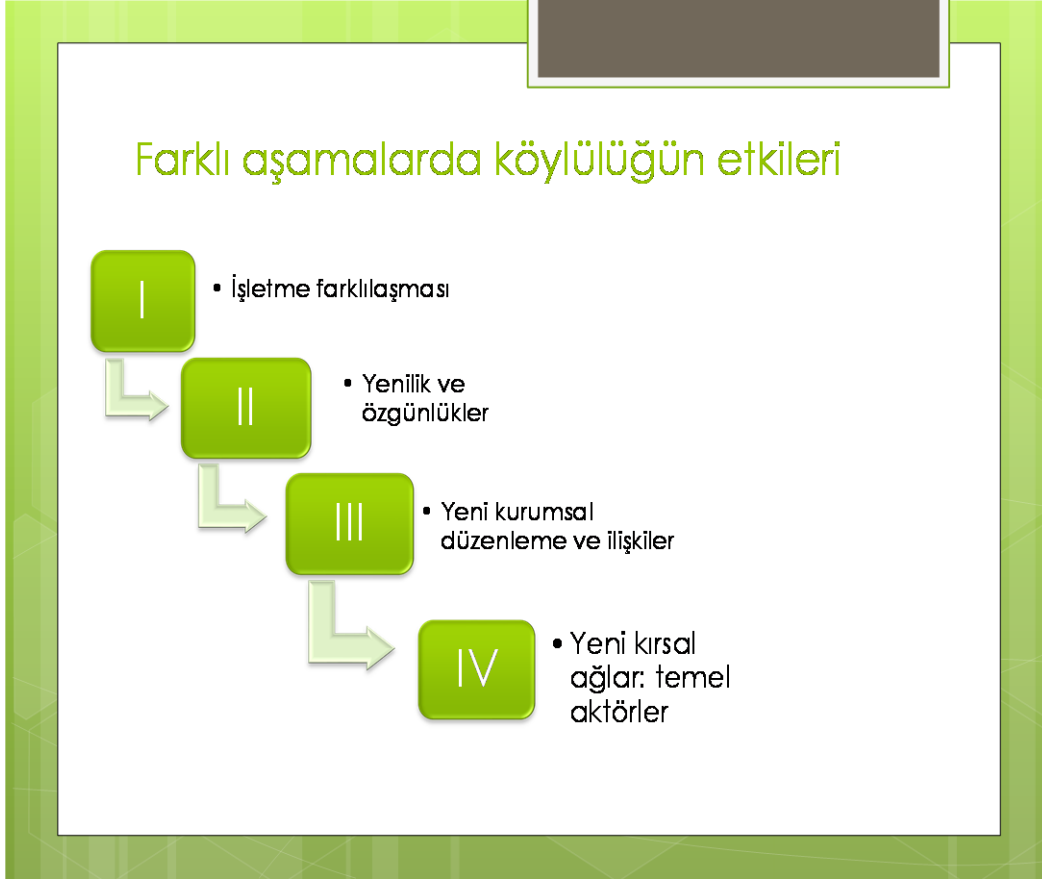 Farklı aşamalarda köylülüğün etkileri
I
• İşletme farklılaşması
II
• Yenilik ve
özgünlükler
III
• Yeni kurumsal
düzenleme ve ilişkiler
IV
• Yeni kırsal
ağlar: temel
aktörler